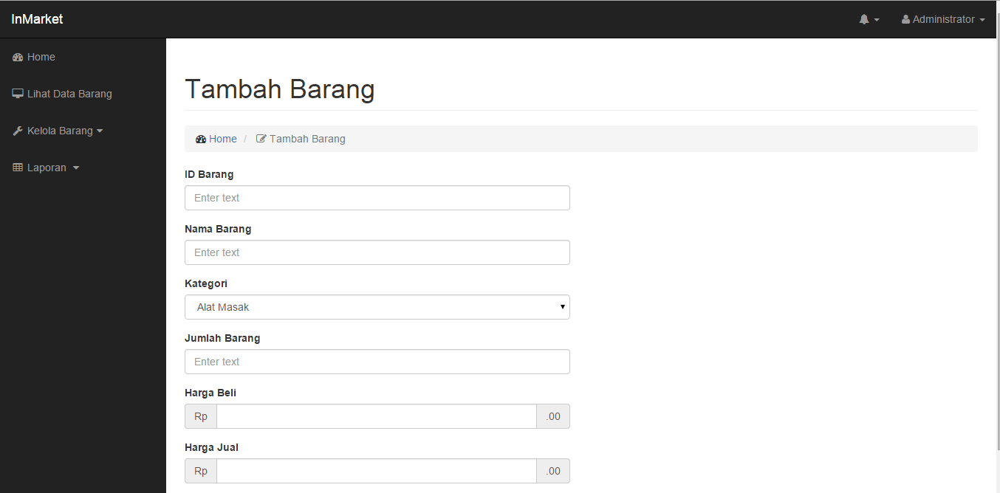 InMarket
Administrator
Home
Lihat Data Barang
Kelola Barang
Laporan
Tambah Barang
Home / Tambah Barang
ID Barang
Enter text
Nama Barang
Enter text
Kategori
Alat Masak
Jumlah Barang
Enter text
Harga Beli
Rp .00
Harga Jual
Rp .00